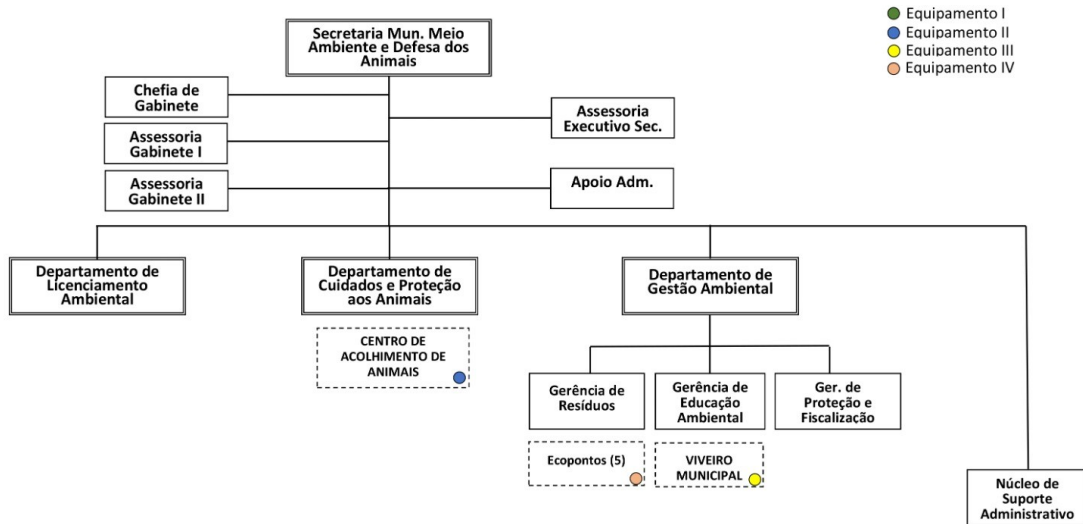 Secretaria Mun. Meio
Ambiente e Defesa dos
Animais
Equipamento I
Equipamento II
Equipamento III
Equipamento IV
Chefia de
Gabinete
Assessoria
Executivo Sec.
Assessoria
Gabinete I
Assessoria
Gabinete II
Apoio Adm.
Departamento de
Licenciamento
Ambiental
Departamento de
Cuidados e Proteção
aos Animais
Departamento de
Gestão Ambiental
CENTRO DE
ACOLHIMENTO DE
ANIMAIS
Gerência de
Resíduos
Gerência de
Educação
Ambiental
Ger. de
Proteção e
Fiscalização
Ecopontos (5)
VIVEIRO
MUNICIPAL
Núcleo de
Suporte
Administrativo